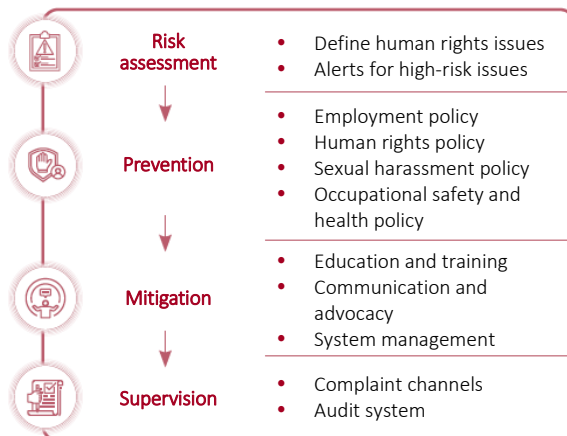 Risk
assessment
• Define human rights issues
• Alerts for high-risk issues
Prevention
• Employment policy
• Human rights policy
• Sexual harassment policy
• Occupational safety and
health policy
Mitigation
• Education and training
• Communication and
advocacy
• System management
Supervision
• Complaint channels
• Audit system